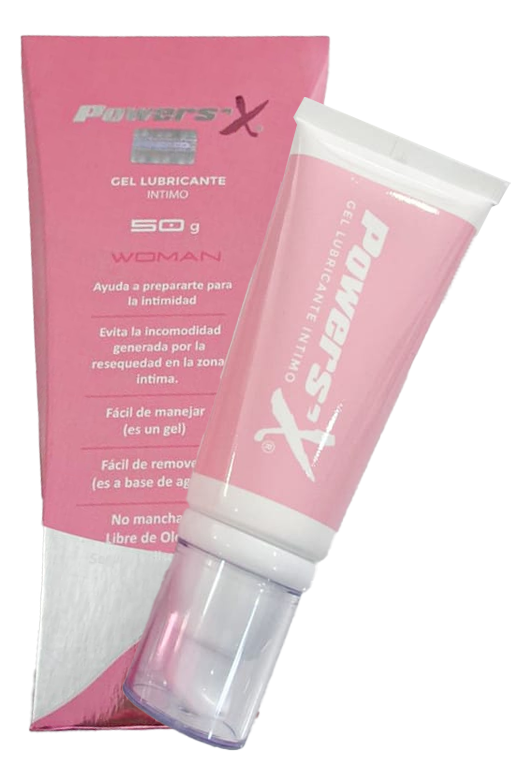 Powers-X®
GEL LUBRICANTE
INTIMO
50 g
WOMAN
Ayuda a prepararte para
la intimidad
Evita la incomodidad
generada por la
resequedad en la zona
íntima.
Fácil de manejar
(es un gel)
Fácil de remove
(es a base de ag
No mancha
Libre de Ol
Powers-X®
GEL LUBRICANTE INTIMO